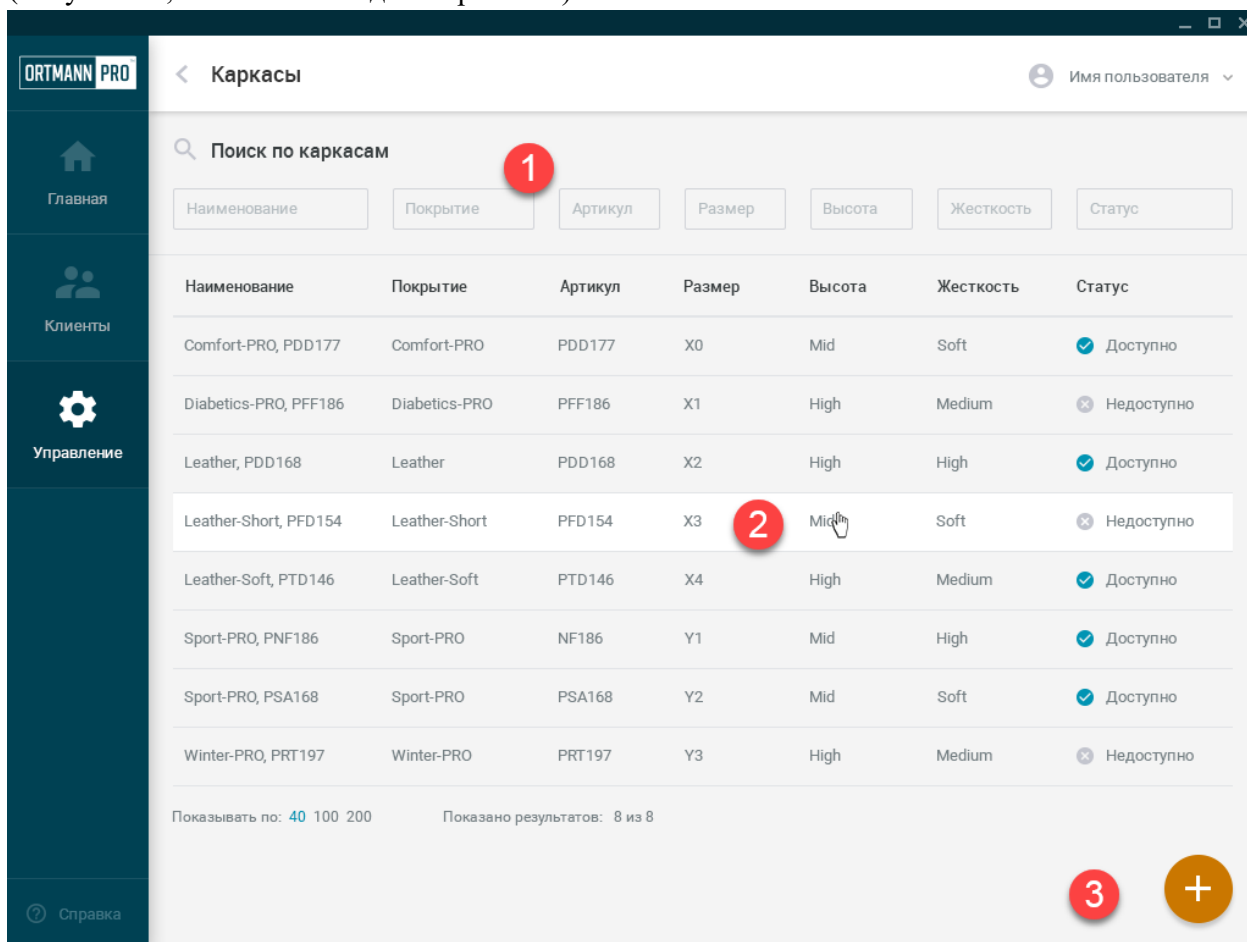 ORTMANN PRO
Каркасы
Имя пользователя
Поиск по каркасам
1
Главная
Наименование Покрытие Артикул Размер Высота Жесткость Статус
Наименование Покрытие Артикул Размер Высота Жесткость Статус
Клиенты
Comfort-PRO, PDD177 Comfort-PRO PDD177 X0 Mid Soft Доступно
Diabetics-PRO, PFF186 Diabetics-PRO PFF186 X1 High Medium Недоступно
Управление
Leather, PDD168 Leather PDD168 X2 High High Доступно
Leather-Short, PFD154 Leather-Short PFD154 X3 2 Mid Soft Недоступно
Leather-Soft, PTD146 Leather-Soft PTD146 X4 High Medium Доступно
Sport-PRO, PNF186 Sport-PRO NF186 Y1 Mid High Доступно
Sport-PRO, PSA168 Sport-PRO PSA168 Y2 Mid Soft Доступно
Winter-PRO, PRT197 Winter-PRO PRT197 Y3 High Medium Недоступно
Показывать по: 40 100 200 Показано результатов: 8 из 8
3 +
? Справка